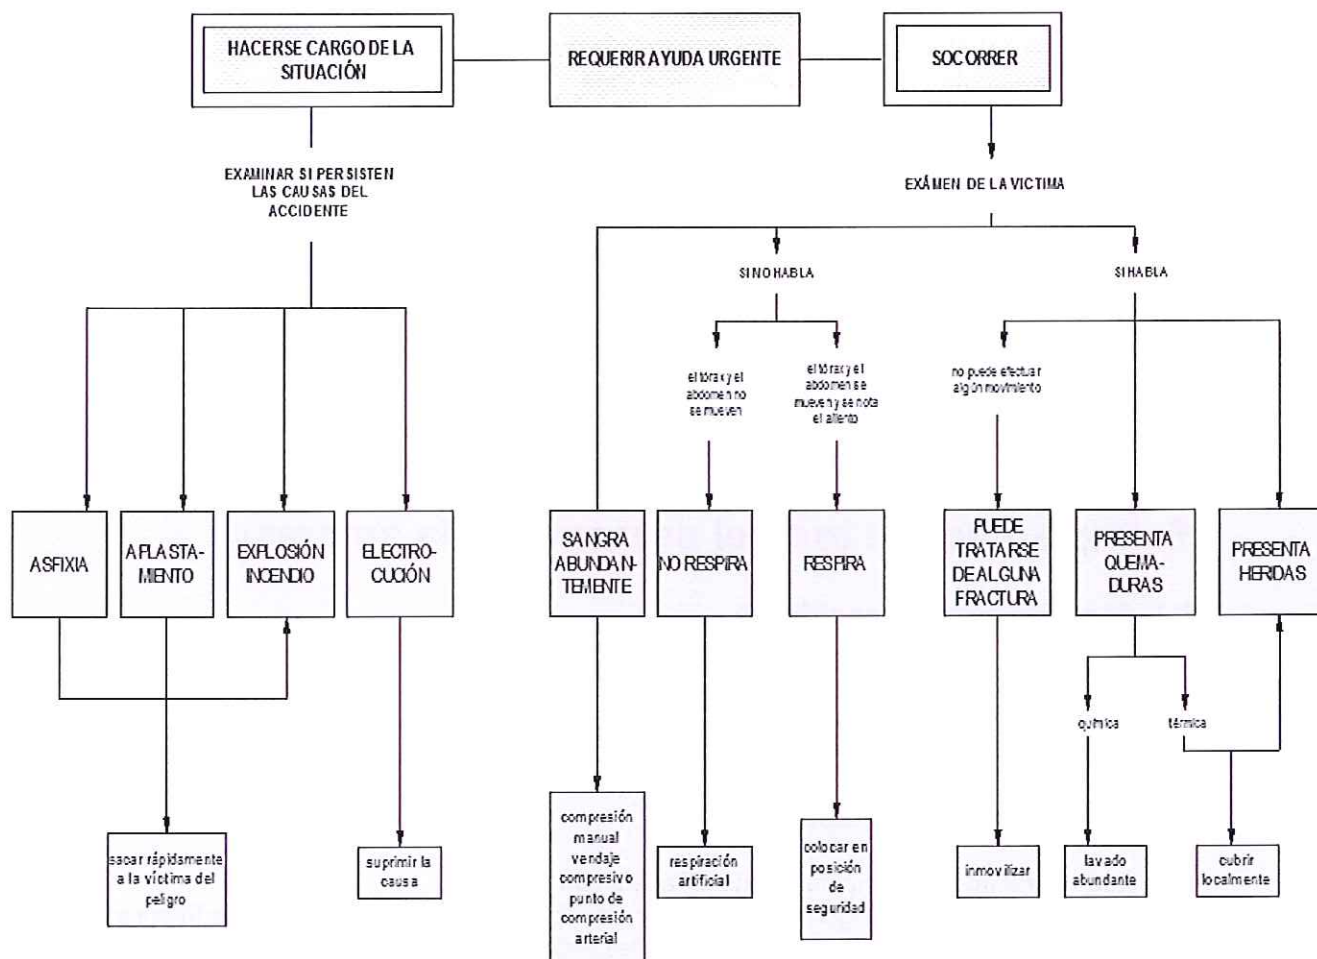 HACERSE CARGO DE LA
SITUACIÓN
REQUERIR AYUDA URGENTE
SOCORRER
EXAMINAR SI PERSISTEN
LAS CAUSAS DEL
ACCIDENTE
EXÁMEN DE LA VICTIMA
SI NO HABLA
SI HABLA
el tórax y el
abdomen no
se mueven
el tórax y el
abdomen se
mueven y se nota
el aliento
no puede efectuar
algún movimiento
ASFIXIA
APLASTA-
MIENTO
EXPLOSIÓN
INCENDIO
ELECTRO-
CUCIÓN
SANGRA
ABUNDAN-
TEMENTE
NO RESPIRA
RESPIRA
PUEDE
TRATARSE
DE ALGUNA
FRACTURA
PRESENTA
QUEMA-
DURAS
PRESENTA
HERIDAS
química
térmica
sacar rápidamente
a la víctima del
peligro
suprimir la
causa
compresión
manual
vendaje
compresivo
punto de
compresión
arterial
respiración
artificial
colocar en
posición
de
seguridad
inmovilizar
lavado
abundante
cubrir
localmente